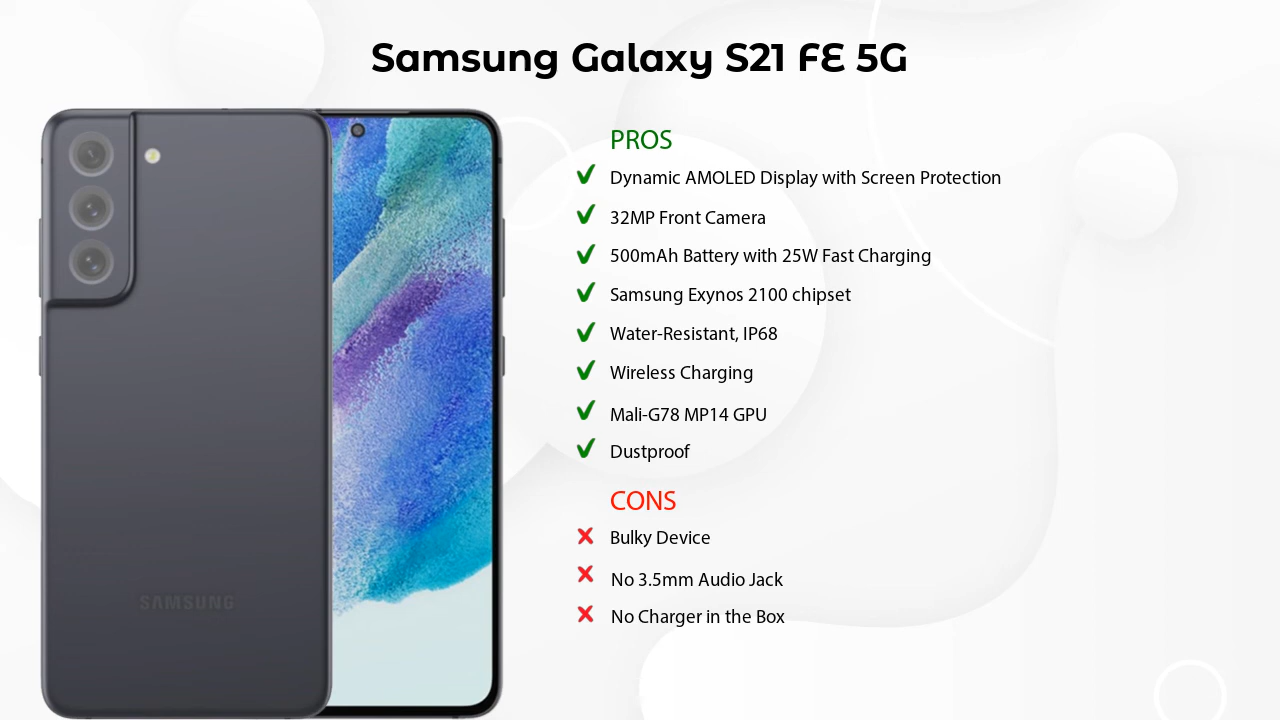 Samsung Galaxy S21 FE 5G
PROS
Dynamic AMOLED Display with Screen Protection
32MP Front Camera
500mAh Battery with 25W Fast Charging
Samsung Exynos 2100 chipset
Water-Resistant, IP68
Wireless Charging
Mali-G78 MP14 GPU
Dustproof
CONS
Bulky Device
No 3.5mm Audio Jack
No Charger in the Box
SAMSUNG